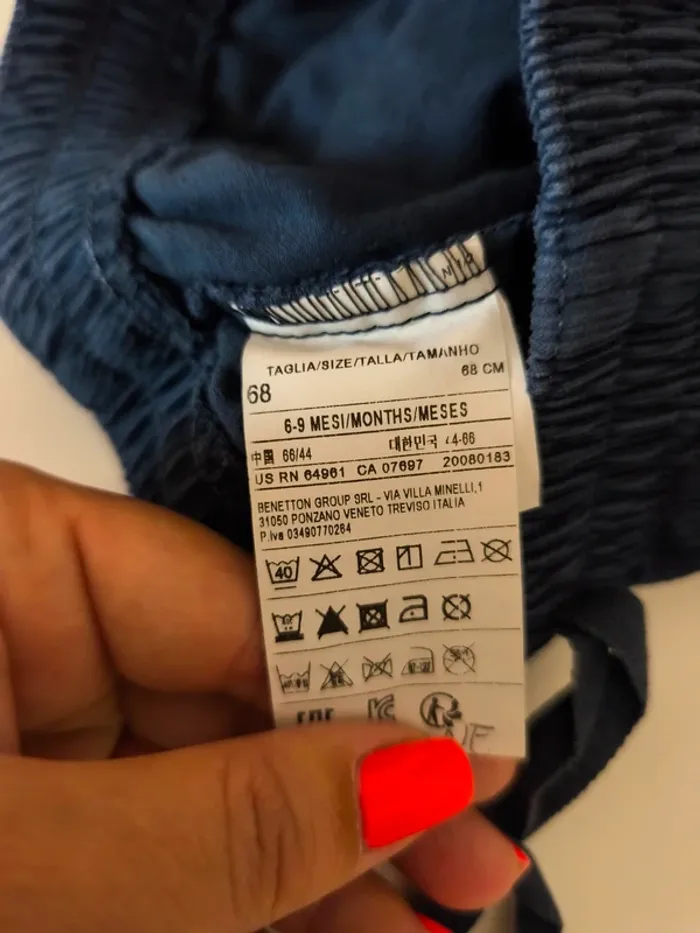 TAGLIA/SIZE/TALLA/TAMANHO
68 68 CM
6-9 MESI/MONTHS/MESES
中国 66/44 대한민국 44-66
US RN 64961 CA 07697 20080183
BENETTON GROUP SRL - VIA VILLA MINELLI,1
31050 PONZANO VENETO TREVISO ITALIA
P.Iva 03490770264
40